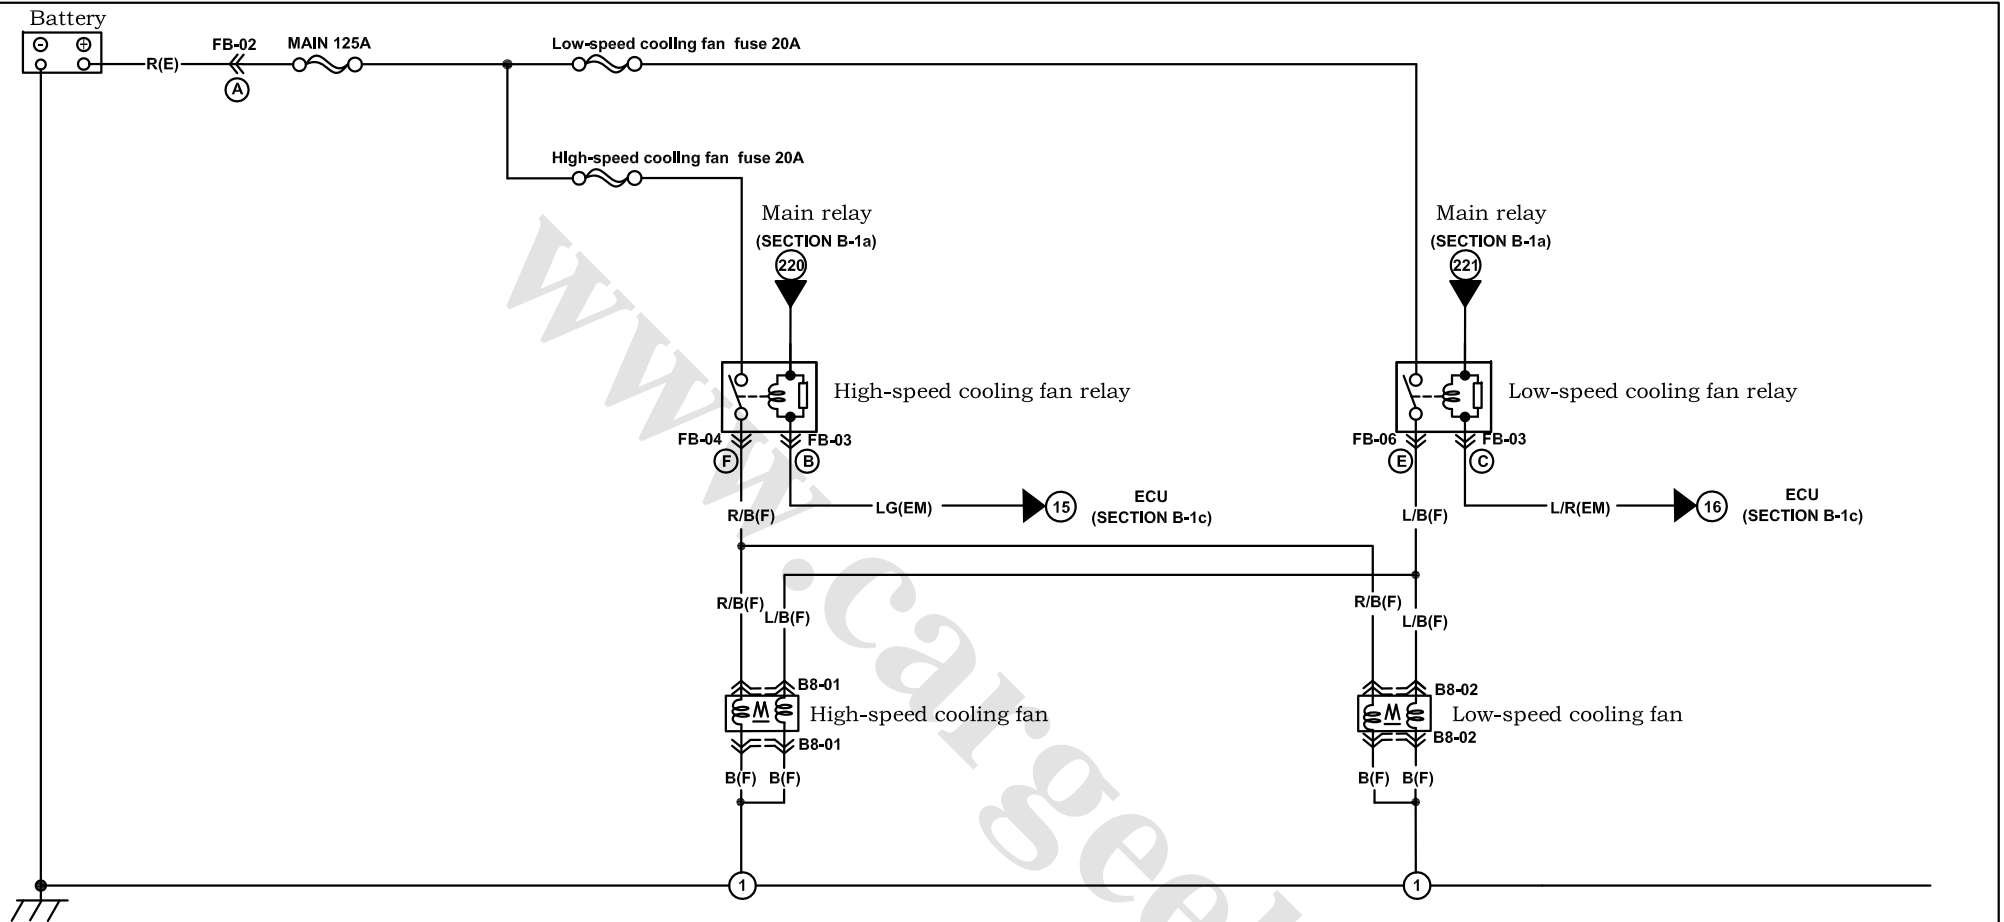 Battery
- +
R(E)
FB-02
A
MAIN 125A
Low-speed cooling fan fuse 20A
High-speed cooling fan fuse 20A
Main relay
(SECTION B-1a)
220
Main relay
(SECTION B-1a)
221
High-speed cooling fan relay
Low-speed cooling fan relay
FB-04
F
FB-03
B
FB-06
E
FB-03
C
R/B(F)
LG(EM)
15
ECU
(SECTION B-1c)
L/B(F)
L/R(EM)
16
ECU
(SECTION B-1c)
R/B(F)
L/B(F)
R/B(F)
L/B(F)
B8-01
M
High-speed cooling fan
B8-01
B8-02
M
Low-speed cooling fan
B8-02
B(F) B(F)
B(F) B(F)
1
1